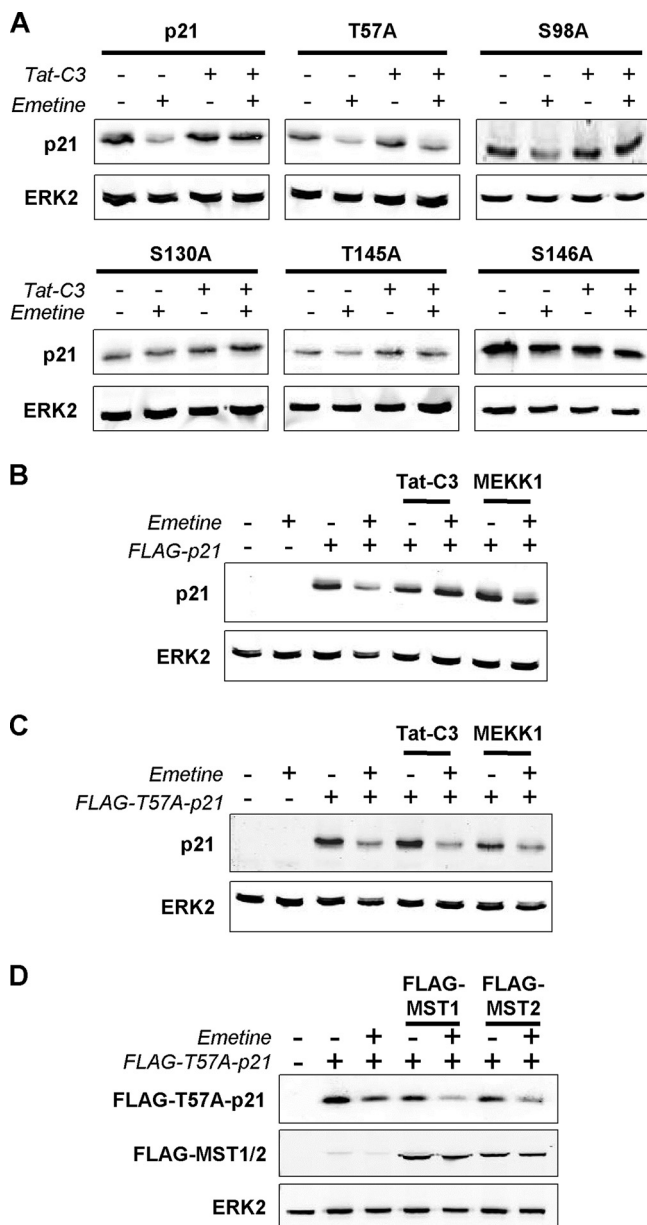 A
p21 T57A S98A
Tat-C3 - - + + - - + + - - + +
Emetine - + - + - + - + - + - +
p21
ERK2
S130A T145A S146A
Tat-C3 - - + + - - + + - - + +
Emetine - + - + - + - + - + - +
p21
ERK2
B
Tat-C3 MEKK1
Emetine - + - + - + - +
FLAG-p21 - - + + + + + +
p21
ERK2
C
Tat-C3 MEKK1
Emetine - + - + - + - +
FLAG-T57A-p21 - - + + + + + +
p21
ERK2
D
FLAG- FLAG-
MST1 MST2
Emetine - - + - + - +
FLAG-T57A-p21 - + + + + + +
FLAG-T57A-p21
FLAG-MST1/2
ERK2